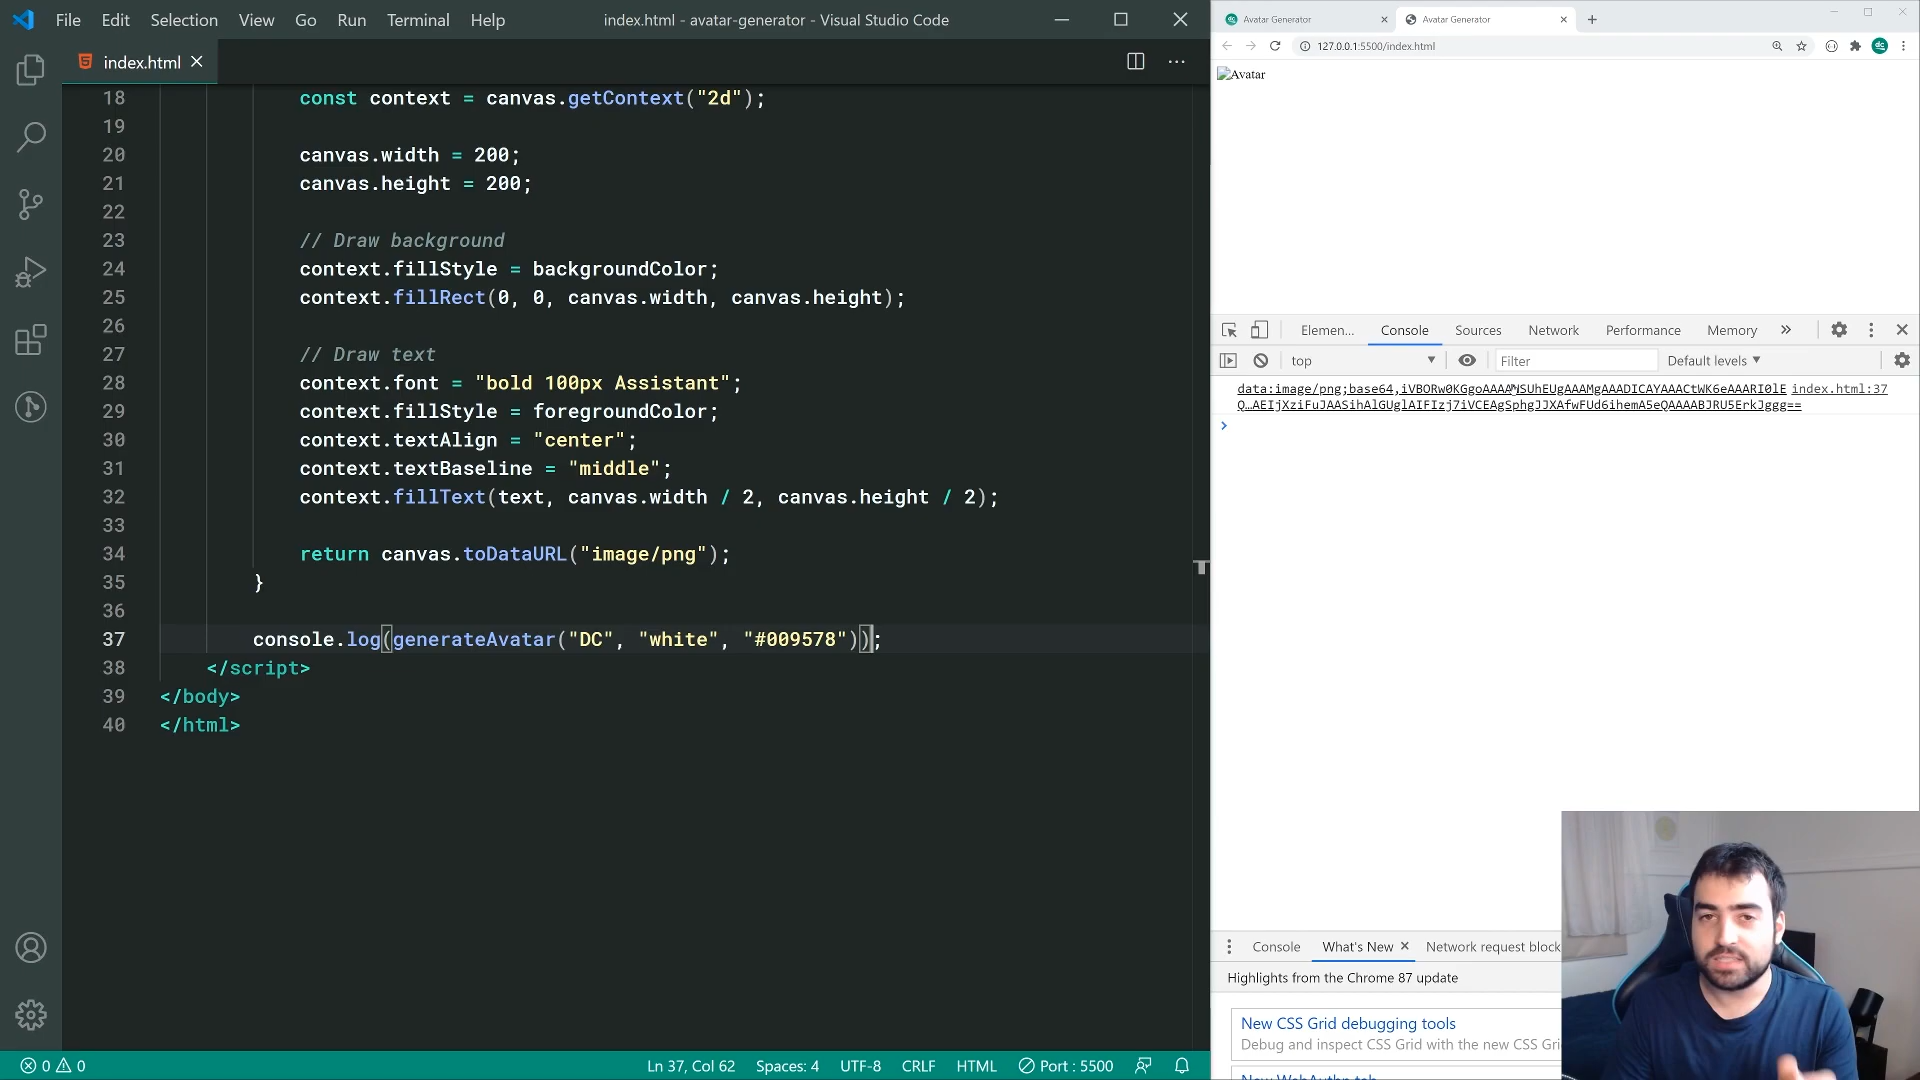 File Edit Selection View Go Run Terminal Help
index.html - avatar-generator - Visual Studio Code
index.html
18 const context = canvas.getContext("2d");
19
20 canvas.width = 200;
21 canvas.height = 200;
22
23 // Draw background
24 context.fillStyle = backgroundColor;
25 context.fillRect(0, 0, canvas.width, canvas.height);
26
27 // Draw text
28 context.font = "bold 100px Assistant";
29 context.fillStyle = foregroundColor;
30 context.textAlign = "center";
31 context.textBaseline = "middle";
32 context.fillText(text, canvas.width / 2, canvas.height / 2);
33
34 return canvas.toDataURL("image/png");
35 }
36
37 console.log(generateAvatar("DC", "white", "#009578"));
38 </script>
39 </body>
40 </html>
0 0
Ln 37, Col 62 Spaces: 4 UTF-8 CRLF HTML Port : 5500
Avatar Generator
Avatar Generator
127.0.0.1:5500/index.html
dc
Avatar
Elemen... Console Sources Network Performance Memory
top Filter Default levels
index.html:37
Console What's New Network request block
Highlights from the Chrome 87 update
New CSS Grid debugging tools
Debug and inspect CSS Grid with the new CSS Gri